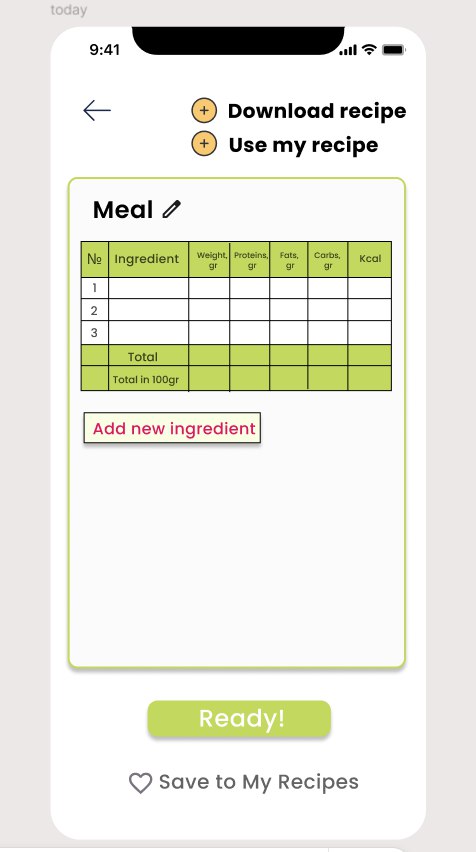 today
9:41
Download recipe
Use my recipe
Meal
№ Ingredient Weight, gr Proteins, gr Fats, gr Carbs, gr Kcal
1
2
3
Total
Total in 100gr
Add new ingredient
Ready!
Save to My Recipes